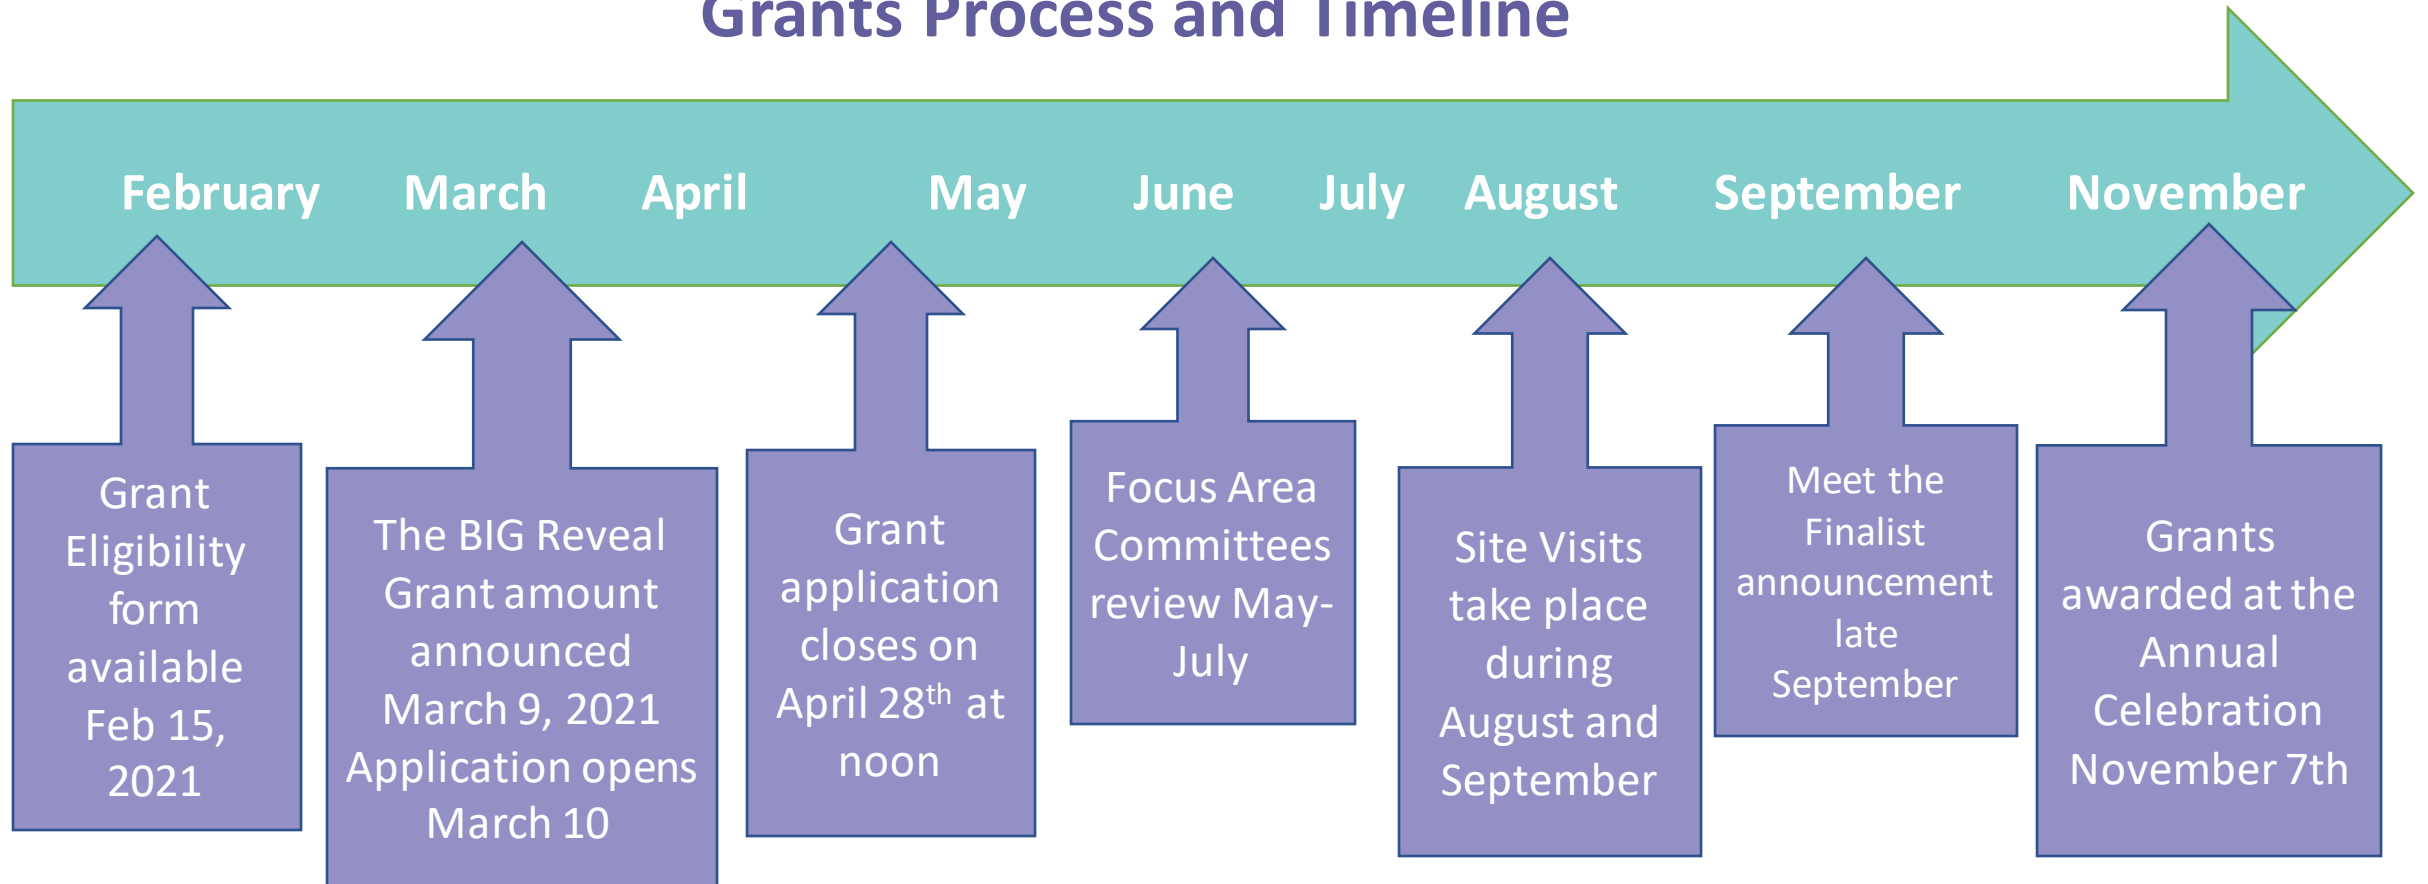 Grants Process and Timeline
February March April May June July August September November
Grant
Eligibility
form
available
Feb 15,
2021
The BIG Reveal
Grant amount
announced
March 9, 2021
Application opens
March 10
Grant
application
closes on
April 28th at
noon
Focus Area
Committees
review May-
July
Site Visits
take place
during
August and
September
Meet the
Finalist
announcement
late
September
Grants
awarded at the
Annual
Celebration
November 7th